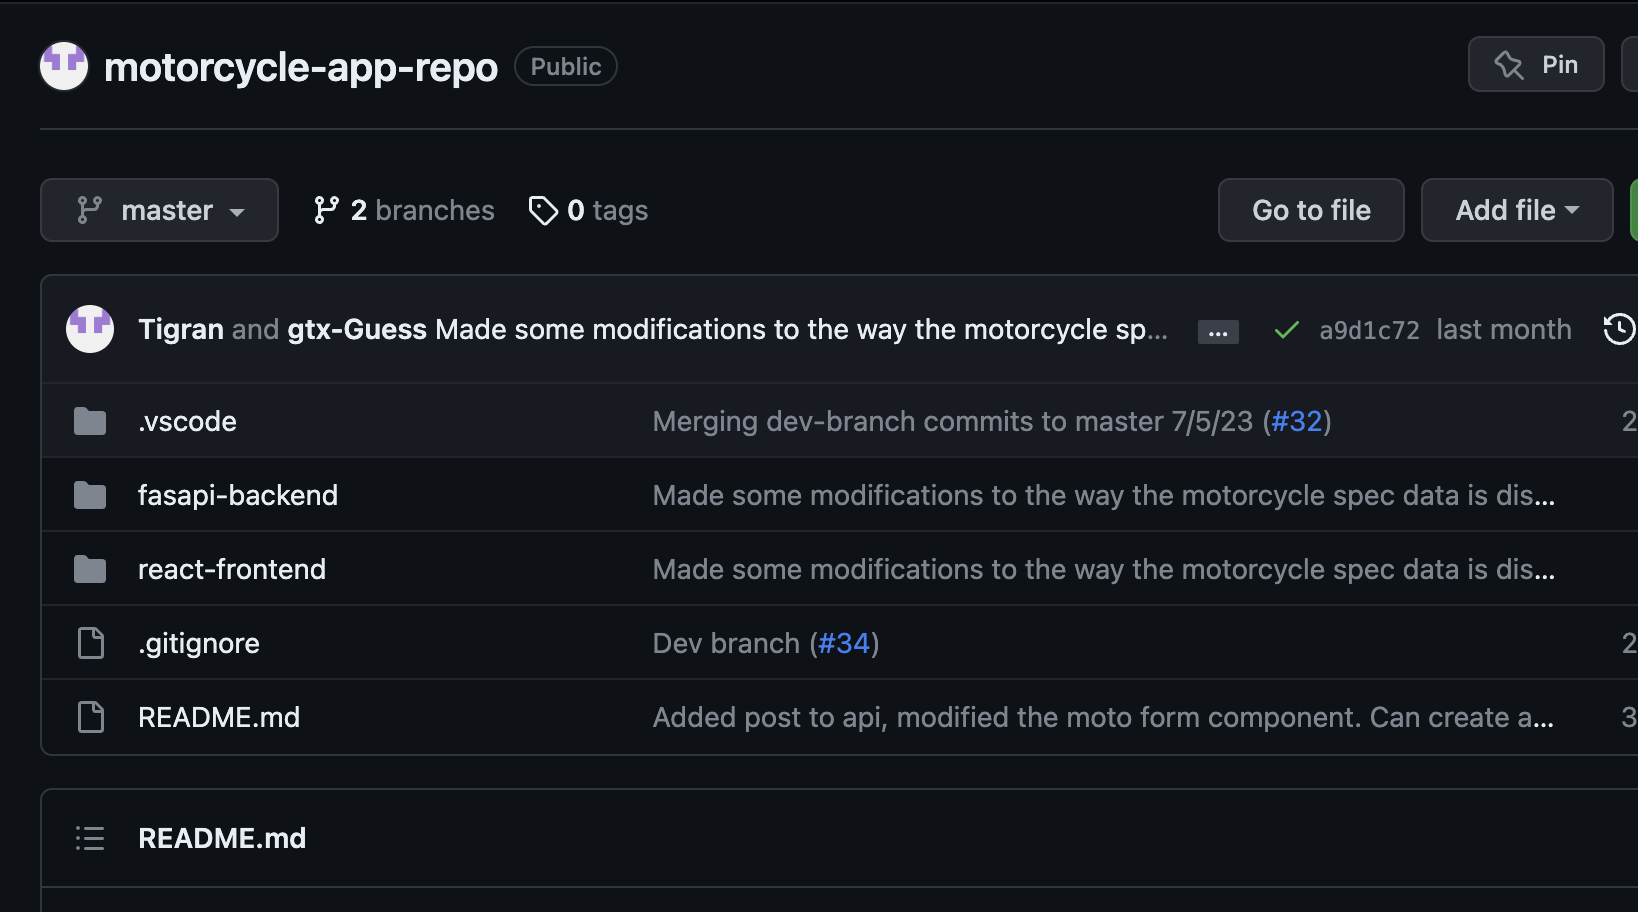 motorcycle-app-repo Public Pin
master 2 branches 0 tags Go to file Add file
Tigran and gtx-Guess Made some modifications to the way the motorcycle sp... ... a9d1c72 last month
.vscode Merging dev-branch commits to master 7/5/23 (#32) 2
fasapi-backend Made some modifications to the way the motorcycle spec data is dis...
react-frontend Made some modifications to the way the motorcycle spec data is dis...
.gitignore Dev branch (#34) 2
README.md Added post to api, modified the moto form component. Can create a... 3
README.md